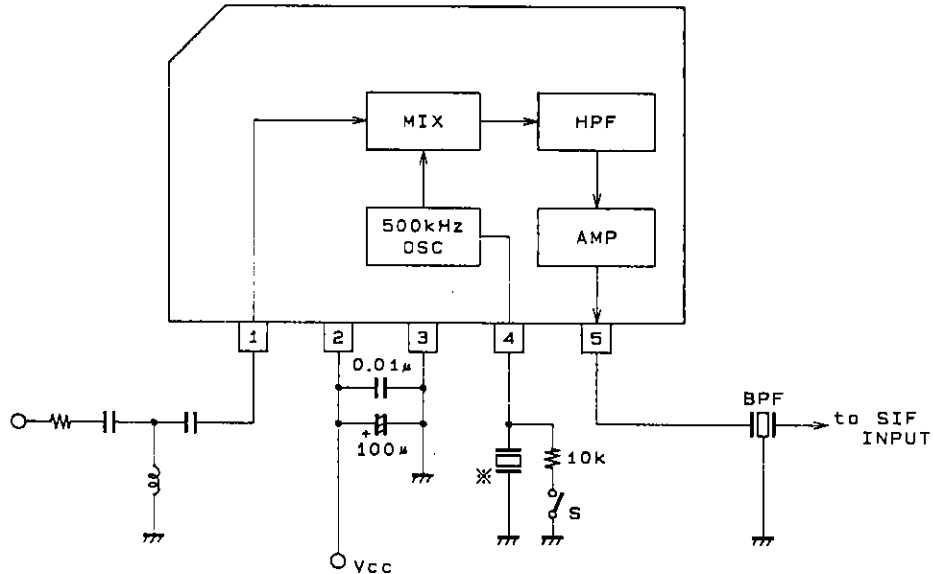 MIX
HPF
500kHz
OSC
AMP
1
2
3
4
5
0.01μ
+
100μ
※
10k
S
Vcc
BPF
to SIF
INPUT